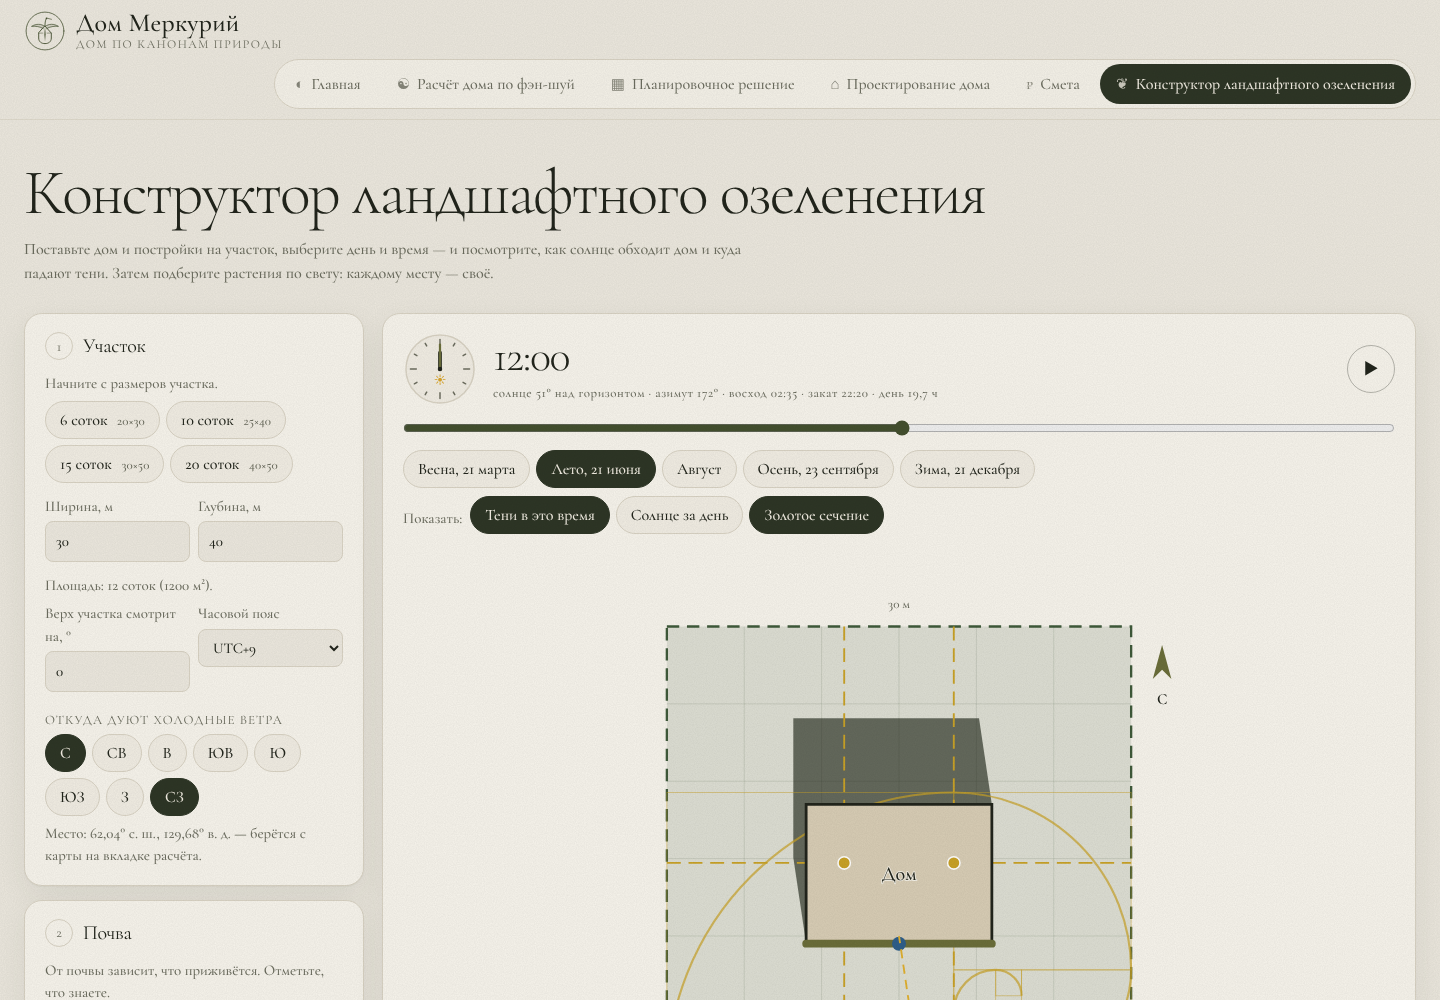 Дом Меркурий
ДОМ ПО КАНОНАМ ПРИРОДЫ
Главная
Расчёт дома по фэн-шуй
Планировочное решение
Проектирование дома
₽ Смета
Конструктор ландшафтного озеленения
Конструктор ландшафтного озеленения
Поставьте дом и постройки на участок, выберите день и время — и посмотрите, как солнце обходит дом и куда
падают тени. Затем подберите растения по свету: каждому месту — своё.
1 Участок
Начните с размеров участка.
6 соток 20×30
10 соток 25×40
15 соток 30×50
20 соток 40×50
Ширина, м
Глубина, м
30
40
Площадь: 12 соток (1200 м²).
Верх участка смотрит
на, °
Часовой пояс
0
UTC+9
ОТКУДА ДУЮТ ХОЛОДНЫЕ ВЕТРА
С СВ В ЮВ Ю
ЮЗ З СЗ
Место: 62,04° с. ш., 129,68° в. д. — берётся с
карты на вкладке расчёта.
2 Почва
От почвы зависит, что приживётся. Отметьте,
что знаете.
12:00
солнце 51° над горизонтом · азимут 172° · восход 02:35 · закат 22:20 · день 19,7 ч
Весна, 21 марта
Лето, 21 июня
Август
Осень, 23 сентября
Зима, 21 декабря
Показать:
Тени в это время
Солнце за день
Золотое сечение
30 м
С
Дом